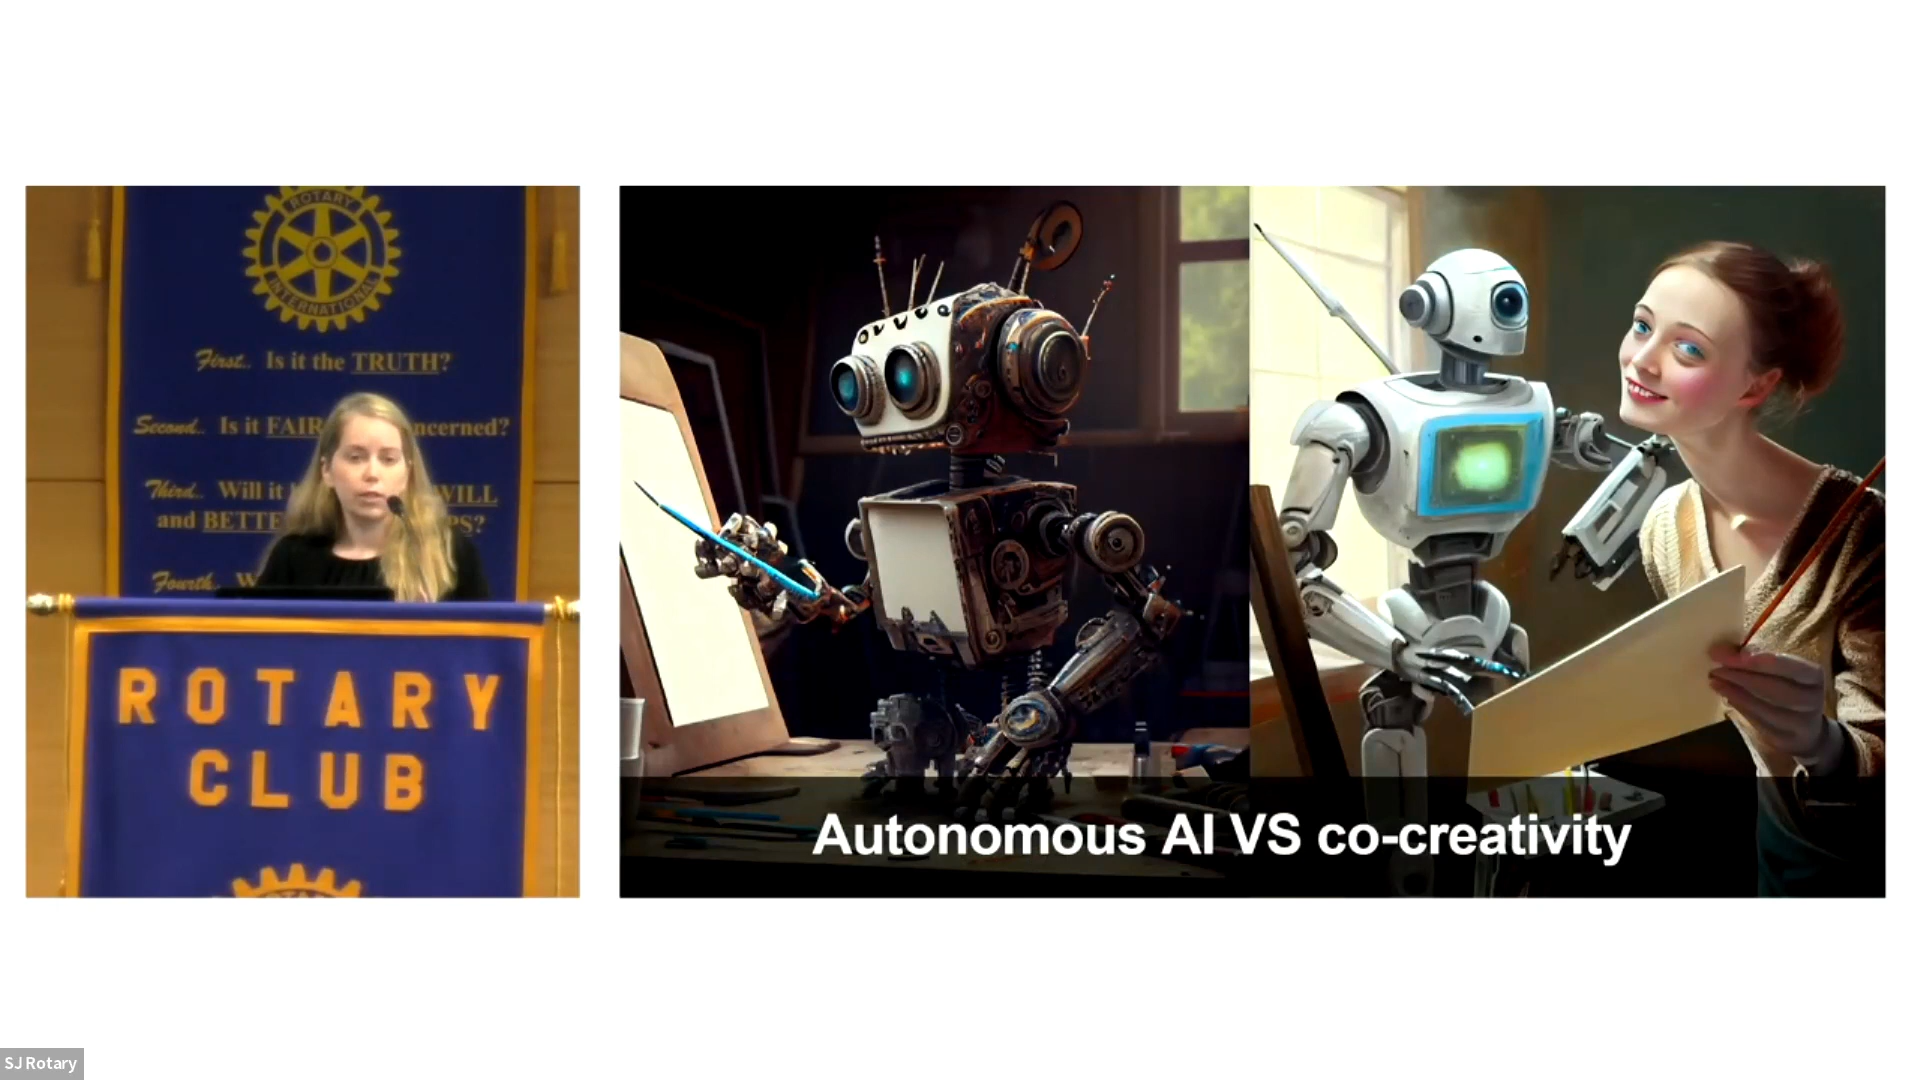 ROTARY
INTERNATIONAL
First.. Is it the TRUTH?
Second.. Is it FAIR ncerned?
Third.. Will it WILL
and BETTE PS?
Fourth. W
ROTARY
CLUB
Autonomous AI VS co-creativity
SJ Rotary